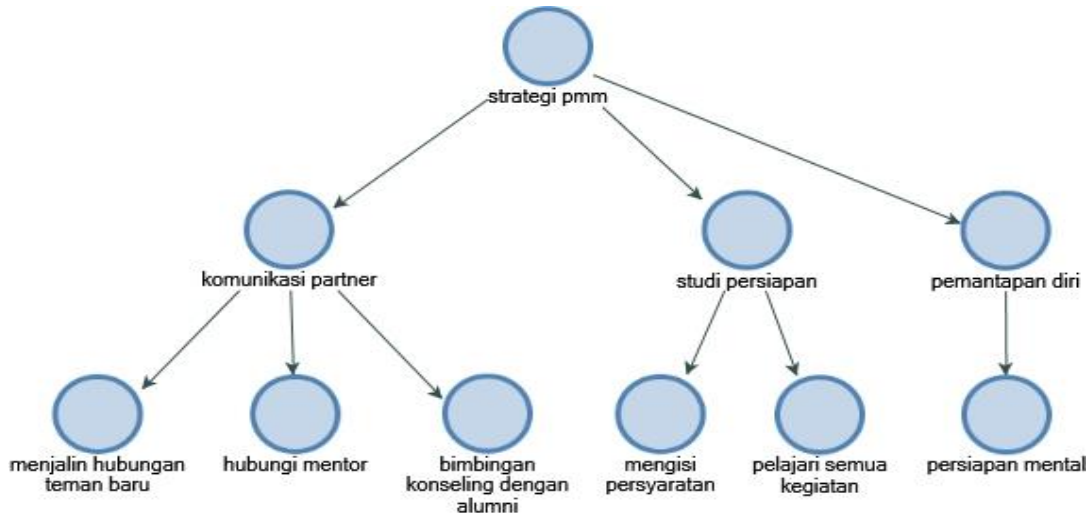 strategi pmm
komunikasi partner
studi persiapan
pemantapan diri
menjalin hubungan
teman baru
hubungi mentor
bimbingan
konseling dengan
alumni
mengisi
persyaratan
pelajari semua
kegiatan
persiapan mental